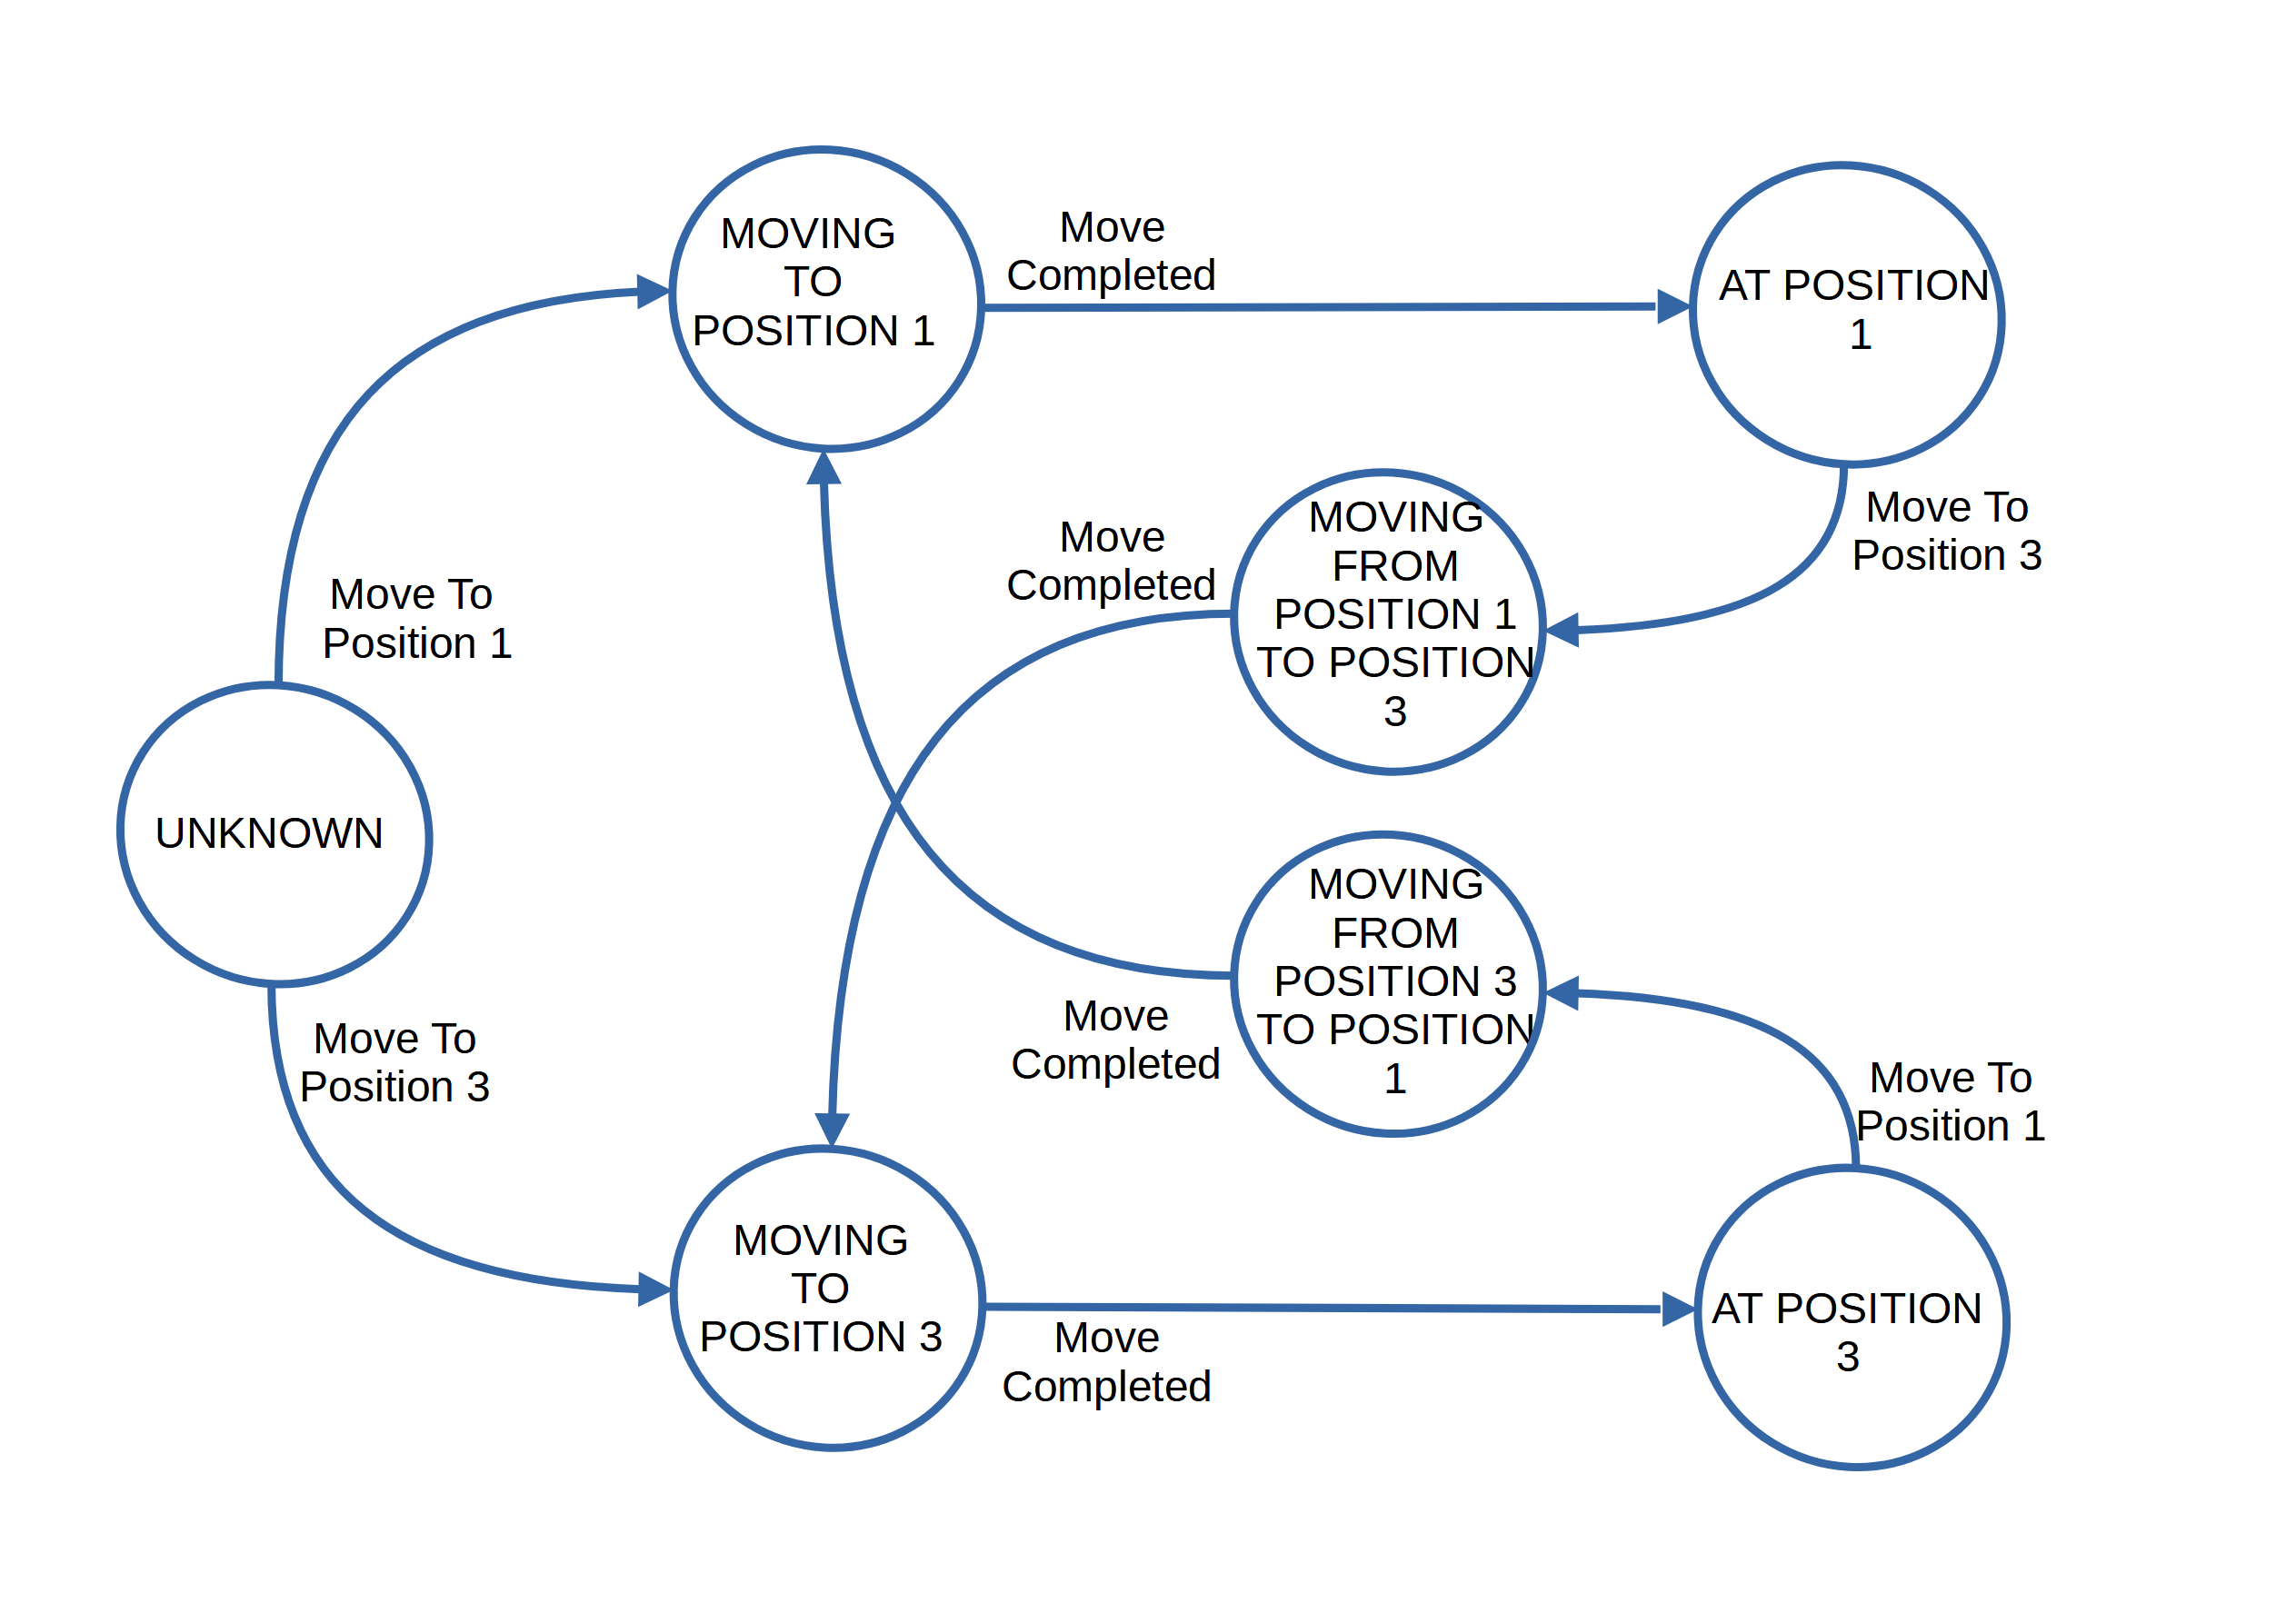 MOVING
TO
POSITION 1
Move
Completed
AT POSITION
1
Move To
Position 3
MOVING
FROM
POSITION 1
TO POSITION
3
Move
Completed
Move To
Position 1
UNKNOWN
Move To
Position 3
MOVING
FROM
POSITION 3
TO POSITION
1
Move
Completed
Move To
Position 1
MOVING
TO
POSITION 3
Move
Completed
AT POSITION
3